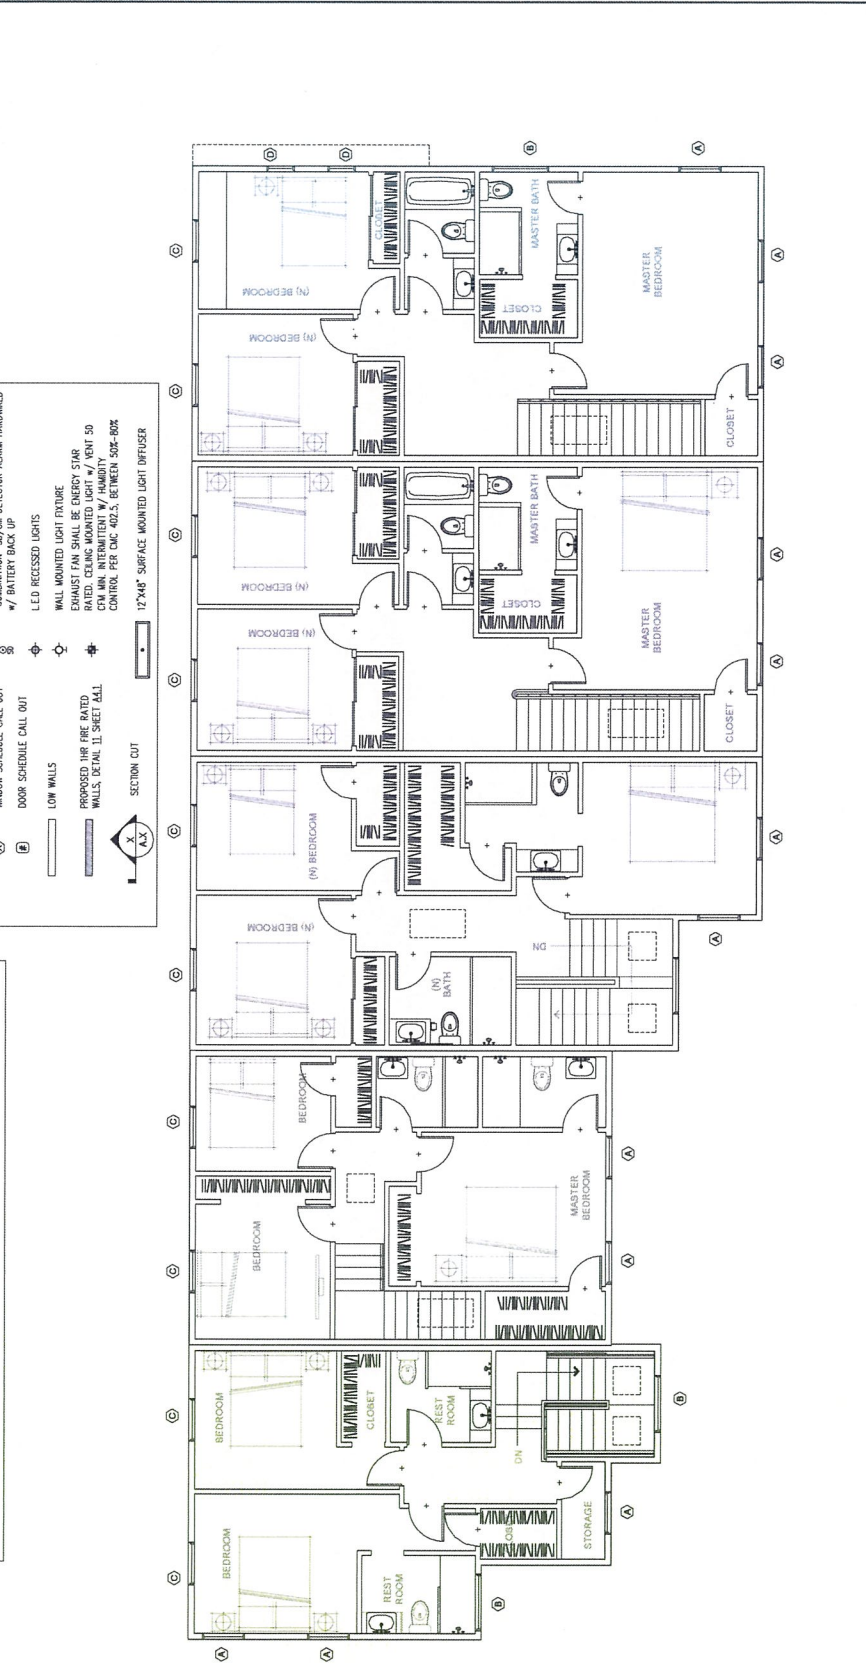 w/ BATTERY BACK UP
L.E.D RECESSED LIGHTS
WALL MOUNTED LIGHT FIXTURE
EXHAUST FAN SHALL BE ENERGY STAR
RATED. CEILING MOUNTED LIGHT w/ VENT 50
CFM MIN. INTERMITTENT W/ HUMIDITY
CONTROL PER CMC 402.5, BETWEEN 50%-80%
12"X48" SURFACE MOUNTED LIGHT DIFFUSER
SD
#
DOOR SCHEDULE CALL OUT
LOW WALLS
PROPOSED 1HR FIRE RATED
WALLS, DETAIL 11 SHEET A4.1
X
A.X
SECTION CUT
A
A
C
BEDROOM
REST
ROOM
B
C
BEDROOM
CLOSET
REST
ROOM
DN
STORAGE
A
B
C
BEDROOM
MASTER
BEDROOM
A
C
BEDROOM
A
C
(N) BEDROOM
(N)
BATH
DN
A
C
(N) BEDROOM
A
C
(N) BEDROOM
CLOSET
A
C
(N) BEDROOM
CLOSET
MASTER BATH
MASTER
BEDROOM
A
C
(N) BEDROOM
CLOSET
A
C
(N) BEDROOM
CLOSET
CLOSET
MASTER BATH
MASTER
BEDROOM
A
D
D
B
A